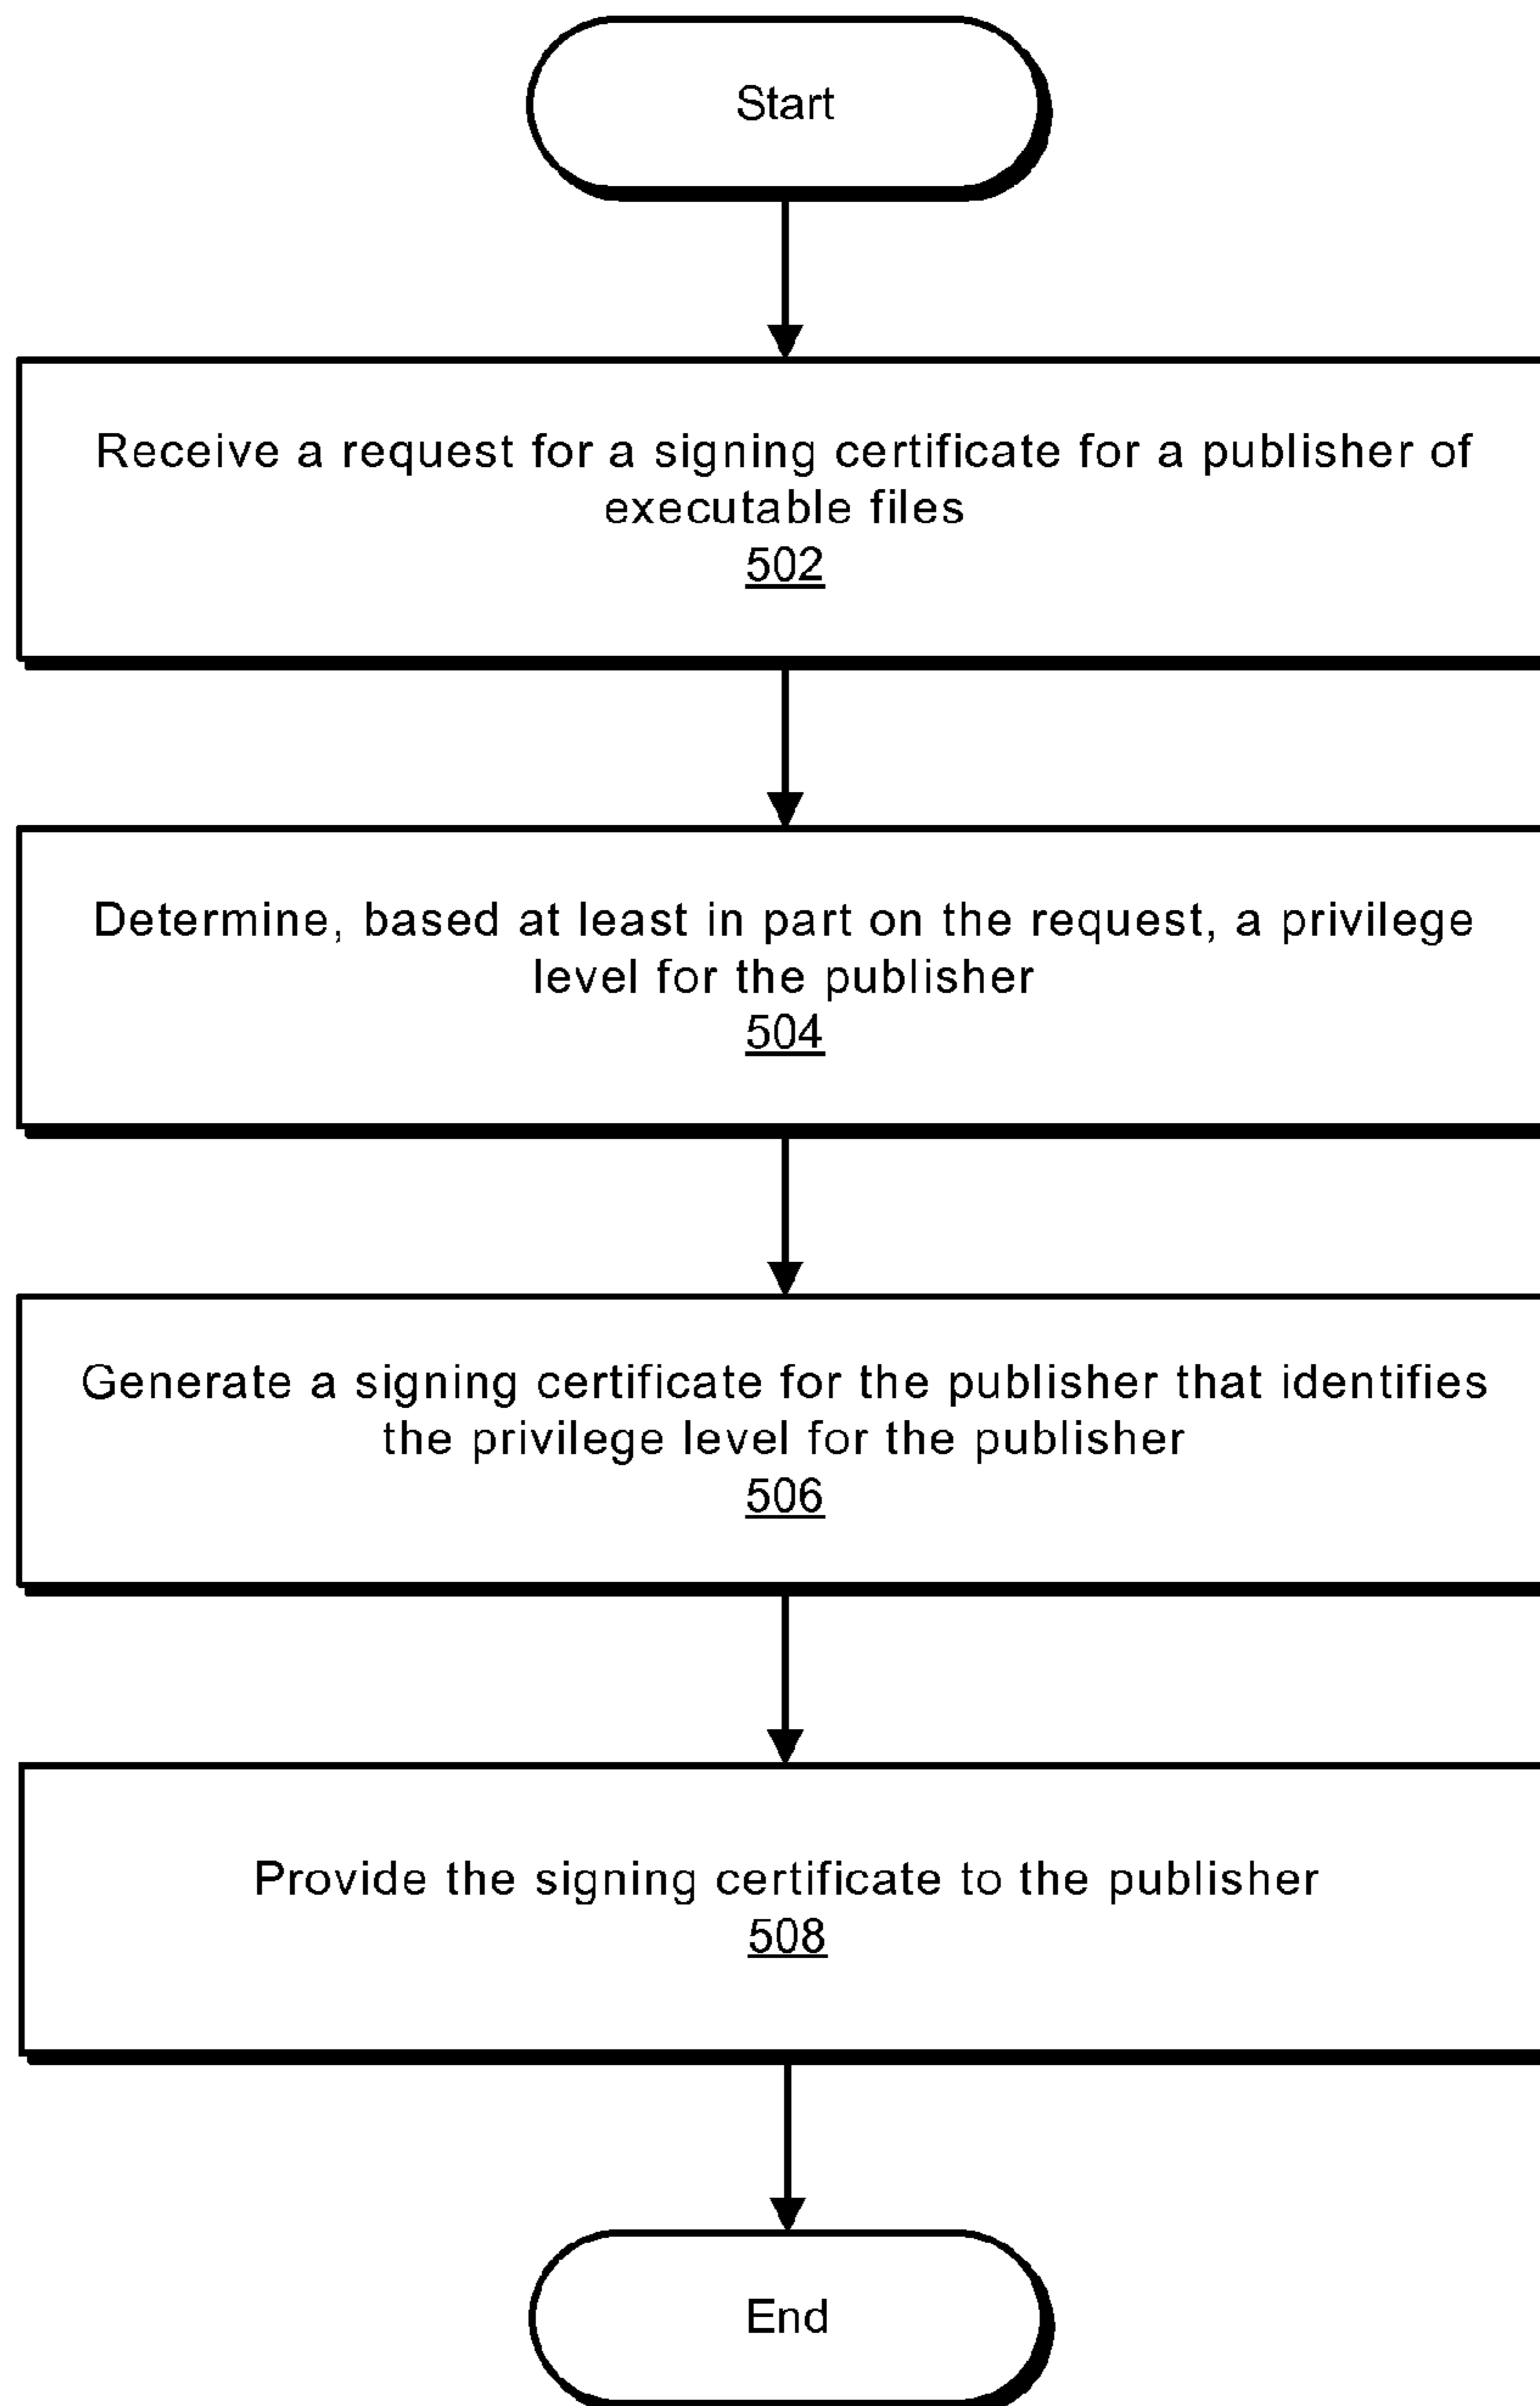 Start
Receive a request for a signing certificate for a publisher of
executable files
502
Determine, based at least in part on the request, a privilege
level for the publisher
504
Generate a signing certificate for the publisher that identifies
the privilege level for the publisher
506
Provide the signing certificate to the publisher
508
End